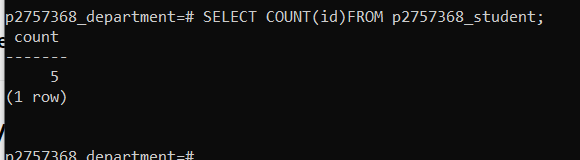 p2757368_department=# SELECT COUNT(id)FROM p2757368_student;
count
-------
5
(1 row)
p2757368_department=#